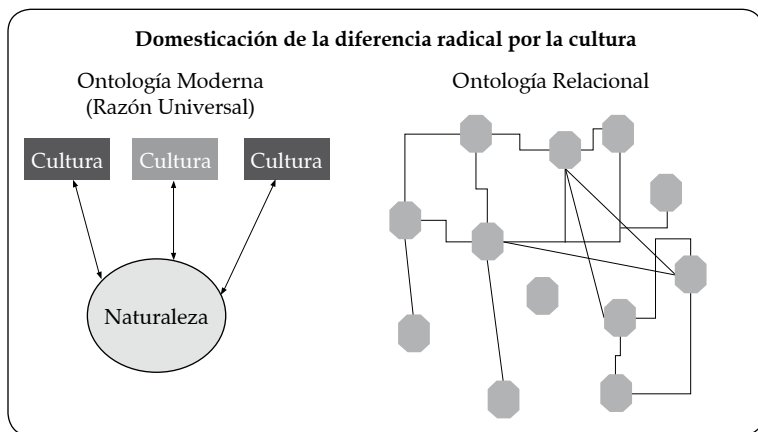 Domesticación de la diferencia radical por la cultura
Ontología Moderna
(Razón Universal)
Cultura
Cultura
Cultura
Naturaleza
Ontología Relacional